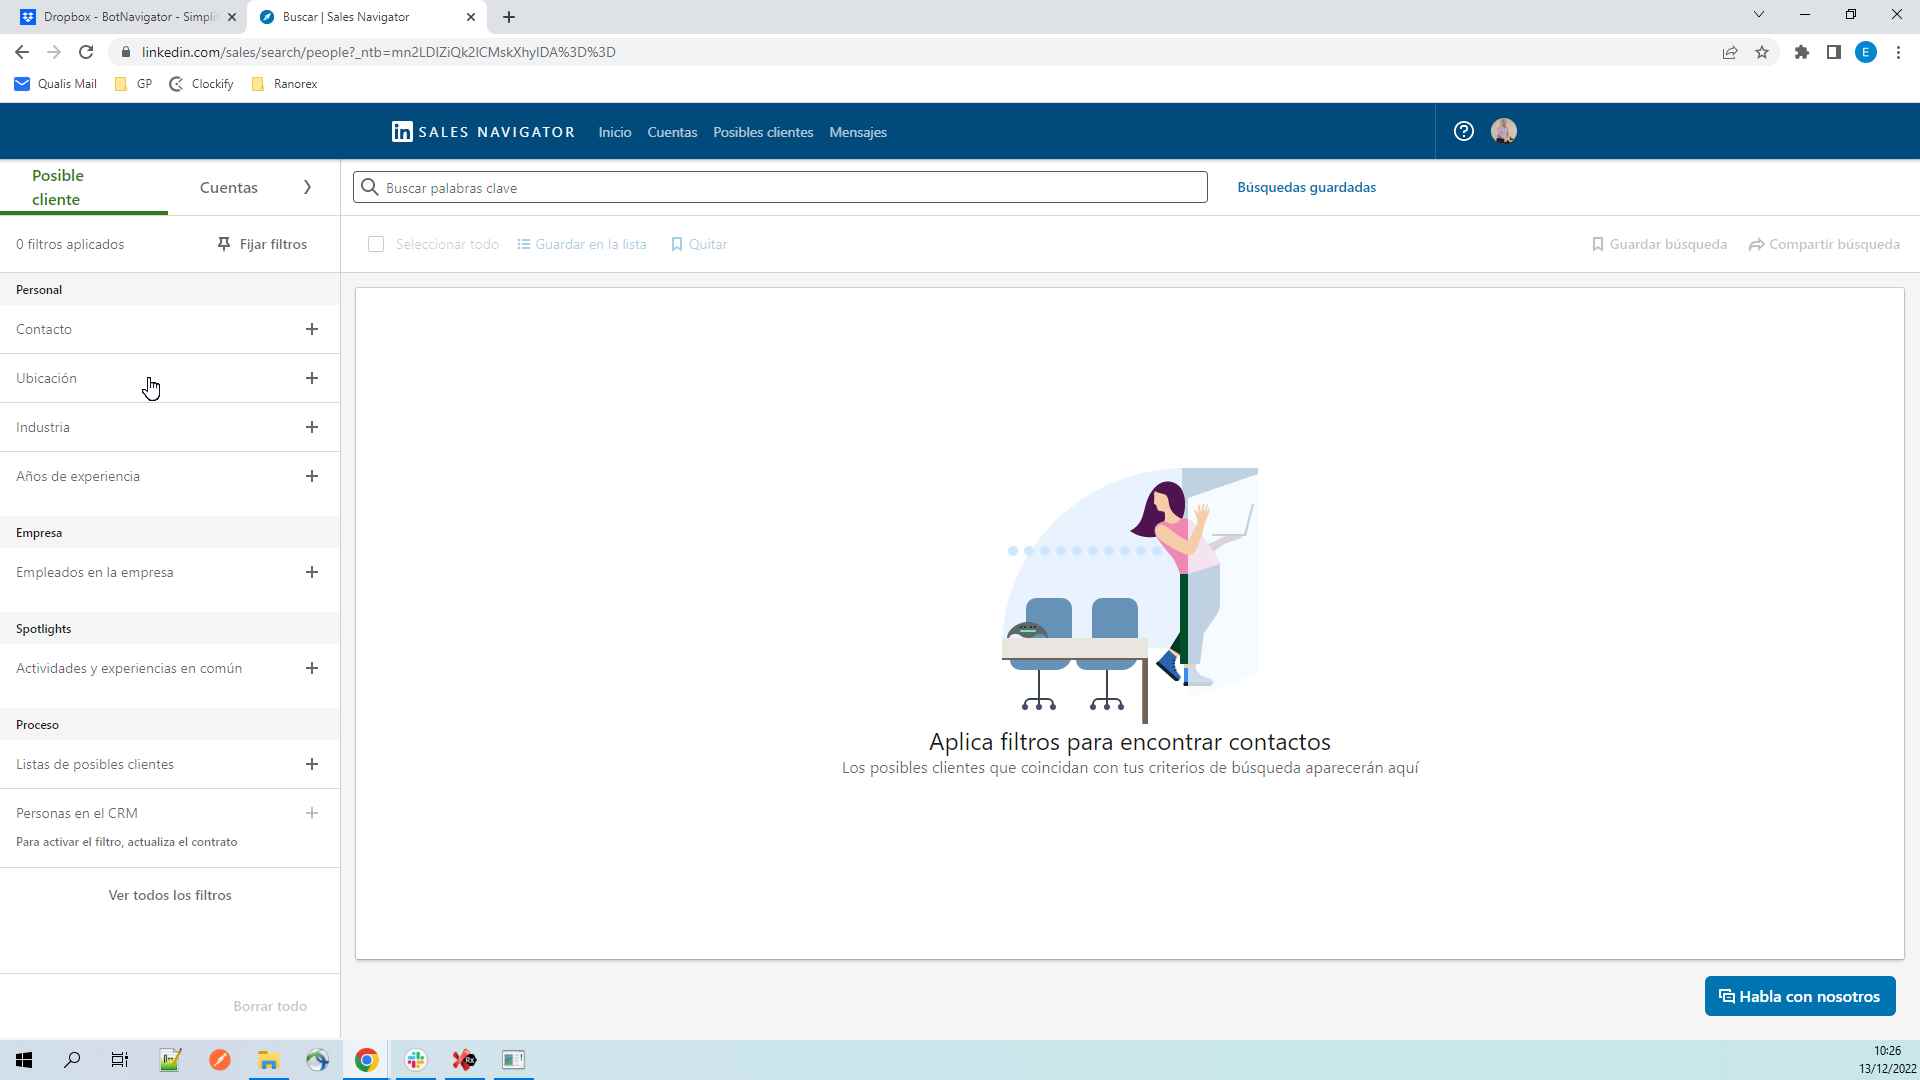 Dropbox - BotNavigator - Simpli
Buscar | Sales Navigator
linkedin.com/sales/search/people?_ntb=mn2LDIZiQk2ICMskXhyIDA%3D%3D
E
Qualis Mail
GP
Clockify
Ranorex
in SALES NAVIGATOR
Inicio
Cuentas
Posibles clientes
Mensajes
Posible
cliente
Cuentas
Buscar palabras clave
Búsquedas guardadas
0 filtros aplicados
Fijar filtros
Seleccionar todo
Guardar en la lista
Quitar
Guardar búsqueda
Compartir búsqueda
Personal
Contacto
Ubicación
Industria
Años de experiencia
Empresa
Empleados en la empresa
Spotlights
Actividades y experiencias en común
Proceso
Listas de posibles clientes
Personas en el CRM
Para activar el filtro, actualiza el contrato
Ver todos los filtros
Borrar todo
Aplica filtros para encontrar contactos
Los posibles clientes que coincidan con tus criterios de búsqueda aparecerán aquí
Habla con nosotros
10:26
13/12/2022